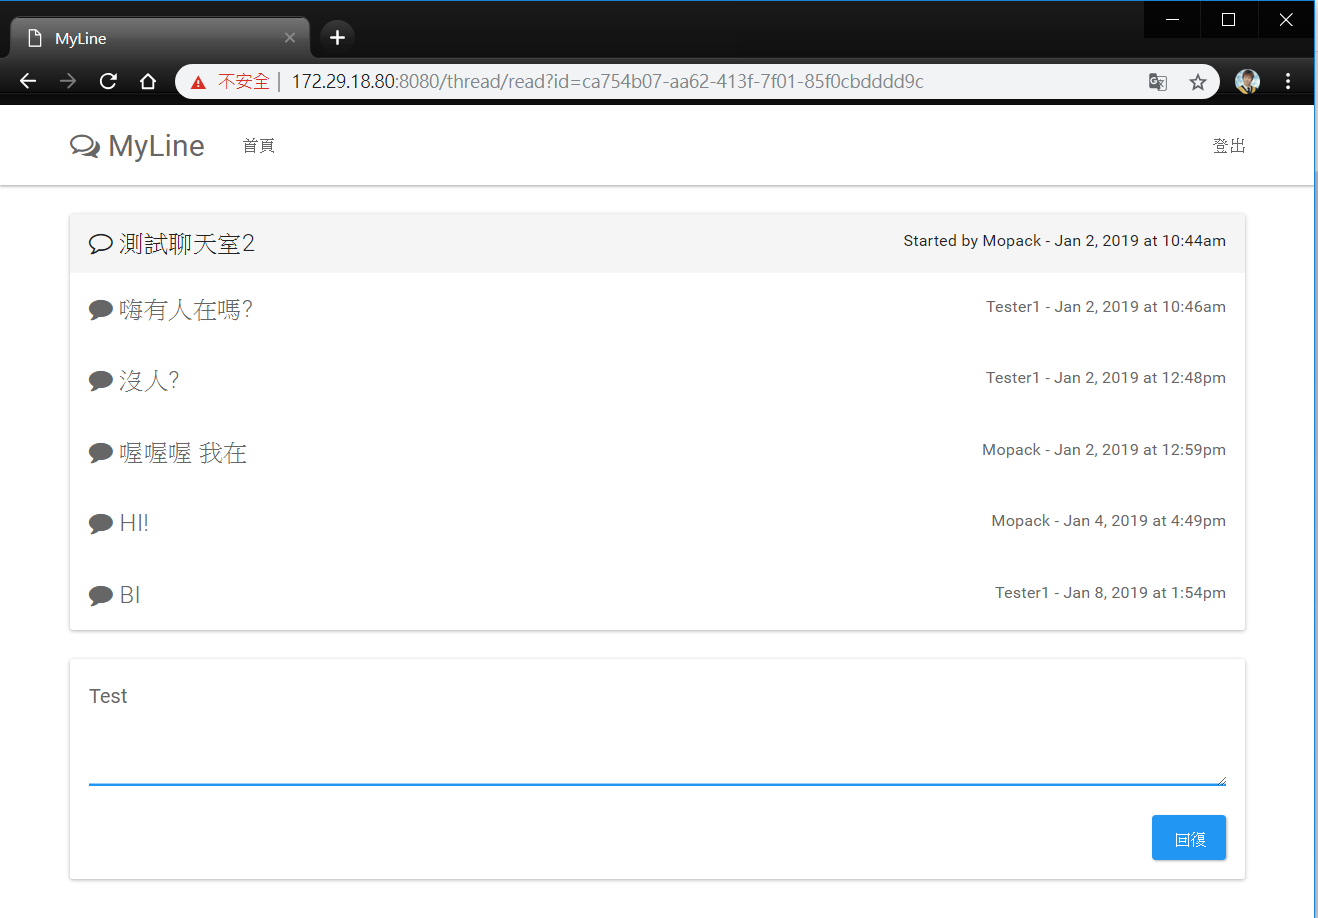 MyLine
不安全 172.29.18.80:8080/thread/read?id=ca754b07-aa62-413f-7f01-85f0cbdddd9c
MyLine 首頁 登出
測試聊天室2 Started by Mopack - Jan 2, 2019 at 10:44am
嗨有人在嗎? Tester1 - Jan 2, 2019 at 10:46am
沒人? Tester1 - Jan 2, 2019 at 12:48pm
喔喔喔 我在 Mopack - Jan 2, 2019 at 12:59pm
HI! Mopack - Jan 4, 2019 at 4:49pm
BI Tester1 - Jan 8, 2019 at 1:54pm
Test
回復